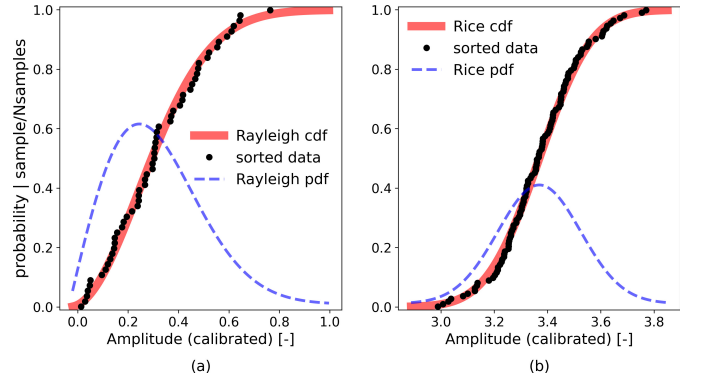 probability | sample/Nsamples
1.0
0.8
0.6
0.4
0.2
0.0
Rayleigh cdf
sorted data
Rayleigh pdf
0.0 0.2 0.4 0.6 0.8 1.0
Amplitude (calibrated) [-]
(a)
1.0
0.8
0.6
0.4
0.2
0.0
Rice cdf
sorted data
Rice pdf
3.0 3.2 3.4 3.6 3.8
Amplitude (calibrated) [-]
(b)